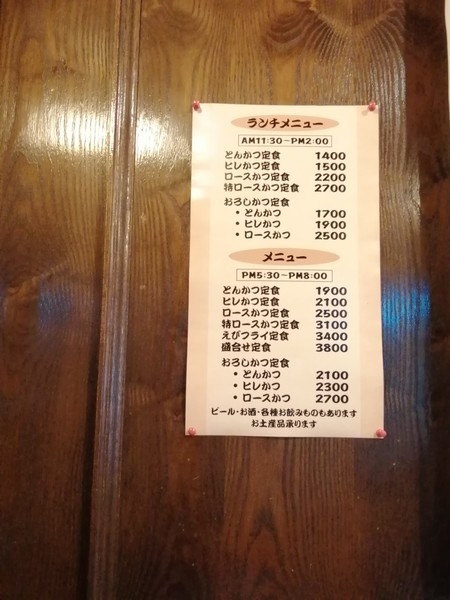 ランチメニュー
AM11:30~PM2:00
とんかつ定食 1400
ヒレかつ定食 1500
ロースかつ定食 2200
特ロースかつ定食 2700
おろしかつ定食
・とんかつ 1700
・ヒレかつ 1900
・ロースかつ 2500
メニュー
PM5:30~PM8:00
とんかつ定食 1900
ヒレかつ定食 2100
ロースかつ定食 2500
特ロースかつ定食 3100
えびフライ定食 3400
盛合せ定食 3800
おろしかつ定食
・とんかつ 2100
・ヒレかつ 2300
・ロースかつ 2700
ビール・お酒・各種お飲みものもあります
お土産品承ります